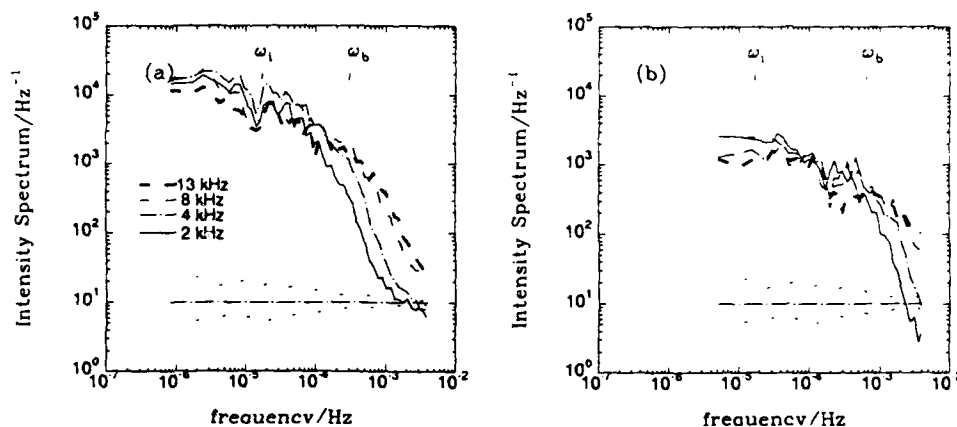 (a)
ω_i
ω_b
Intensity Spectrum/Hz⁻¹
10⁵
10⁴
10³
10²
10¹
10⁰
13 kHz
8 kHz
4 kHz
2 kHz
10⁻⁷
10⁻⁶
10⁻⁵
10⁻⁴
10⁻³
10⁻²
frequency/Hz
(b)
ω_i
ω_b
Intensity Spectrum/Hz⁻¹
10⁵
10⁴
10³
10²
10¹
10⁰
10⁻⁷
10⁻⁶
10⁻⁵
10⁻⁴
10⁻³
frequency/Hz